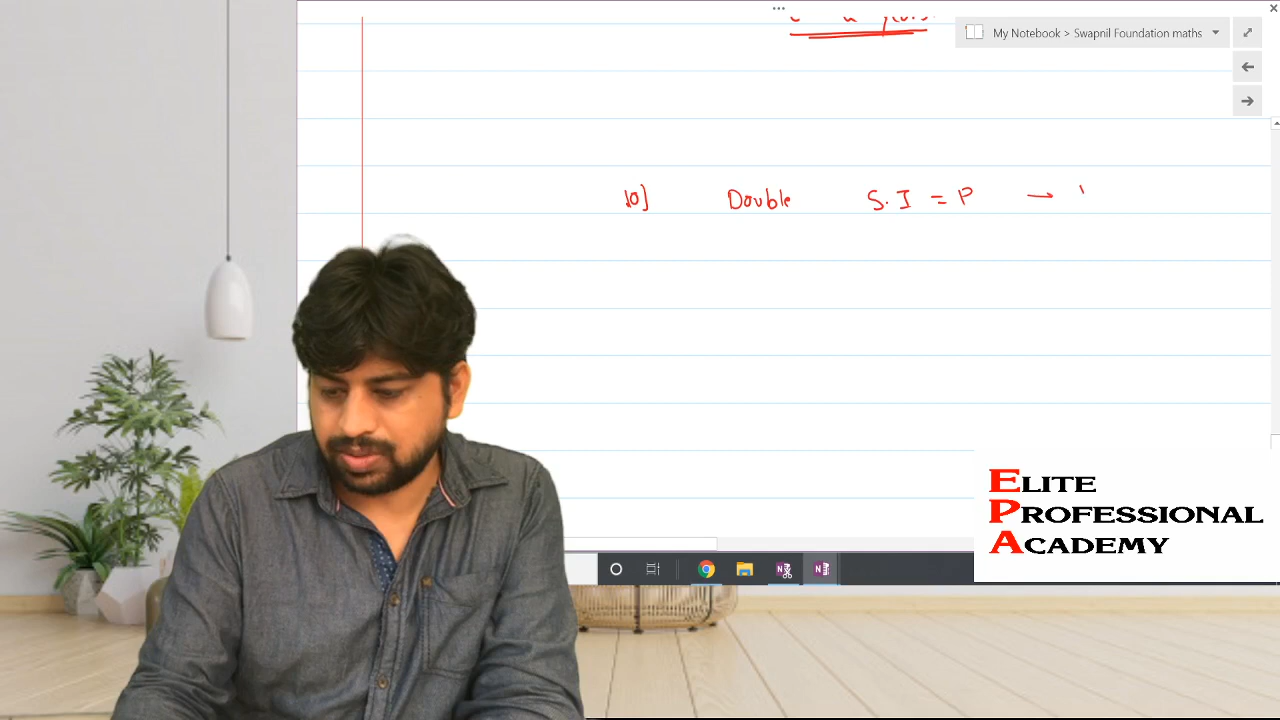 My Notebook > Swapnil Foundation maths
10] Double S.I = P →
ELITE
PROFESSIONAL
ACADEMY